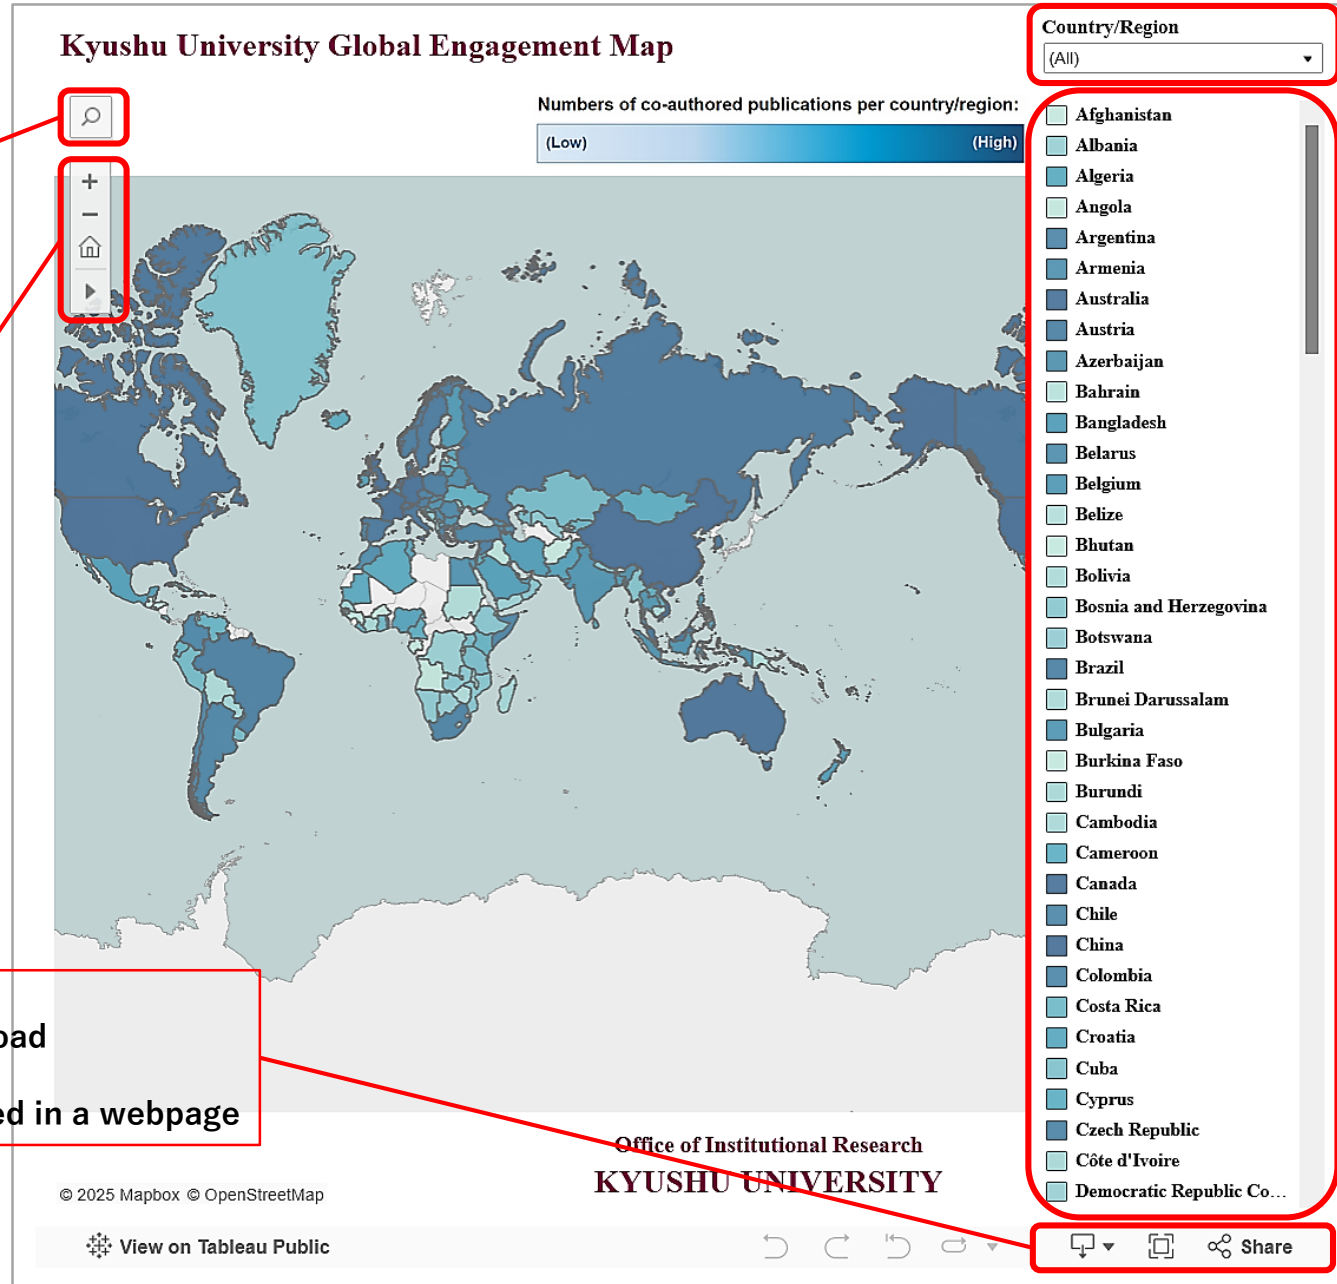 Kyushu University Global Engagement Map
Country/Region
(All)
Numbers of co-authored publications per country/region:
(Low)
(High)
Afghanistan
Albania
Algeria
Angola
Argentina
Armenia
Australia
Austria
Azerbaijan
Bahrain
Bangladesh
Belarus
Belgium
Belize
Bhutan
Bolivia
Bosnia and Herzegovina
Botswana
Brazil
Brunei Darussalam
Bulgaria
Burkina Faso
Burundi
Cambodia
Cameroon
Canada
Chile
China
Colombia
Costa Rica
Croatia
Cuba
Cyprus
Czech Republic
Côte d'Ivoire
Democratic Republic Co...
in a webpage
Office of Institutional Research
KYUSHU UNIVERSITY
© 2025 Mapbox © OpenStreetMap
View on Tableau Public
Share